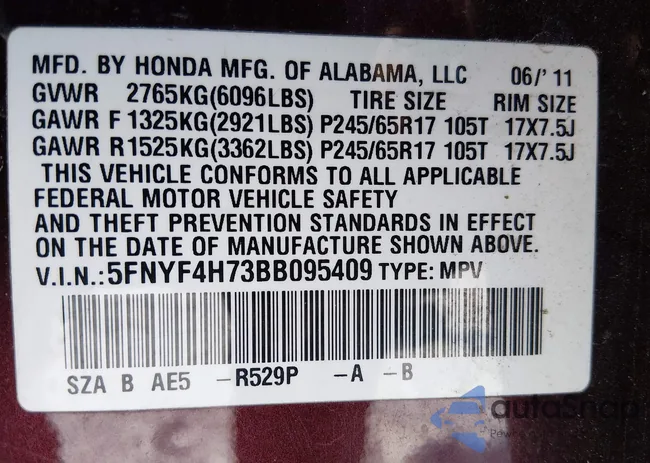 MFD. BY HONDA MFG. OF ALABAMA, LLC 06/'11
GVWR 2765KG(6096LBS) TIRE SIZE RIM SIZE
GAWR F 1325KG(2921LBS) P245/65R17 105T 17X7.5J
GAWR R 1525KG(3362LBS) P245/65R17 105T 17X7.5J
THIS VEHICLE CONFORMS TO ALL APPLICABLE
FEDERAL MOTOR VEHICLE SAFETY
AND THEFT PREVENTION STANDARDS IN EFFECT
ON THE DATE OF MANUFACTURE SHOWN ABOVE.
V.I.N.:5FNYF4H73BB095409 TYPE: MPV
SZA B AE5 -R529P -A -B
autoSnap